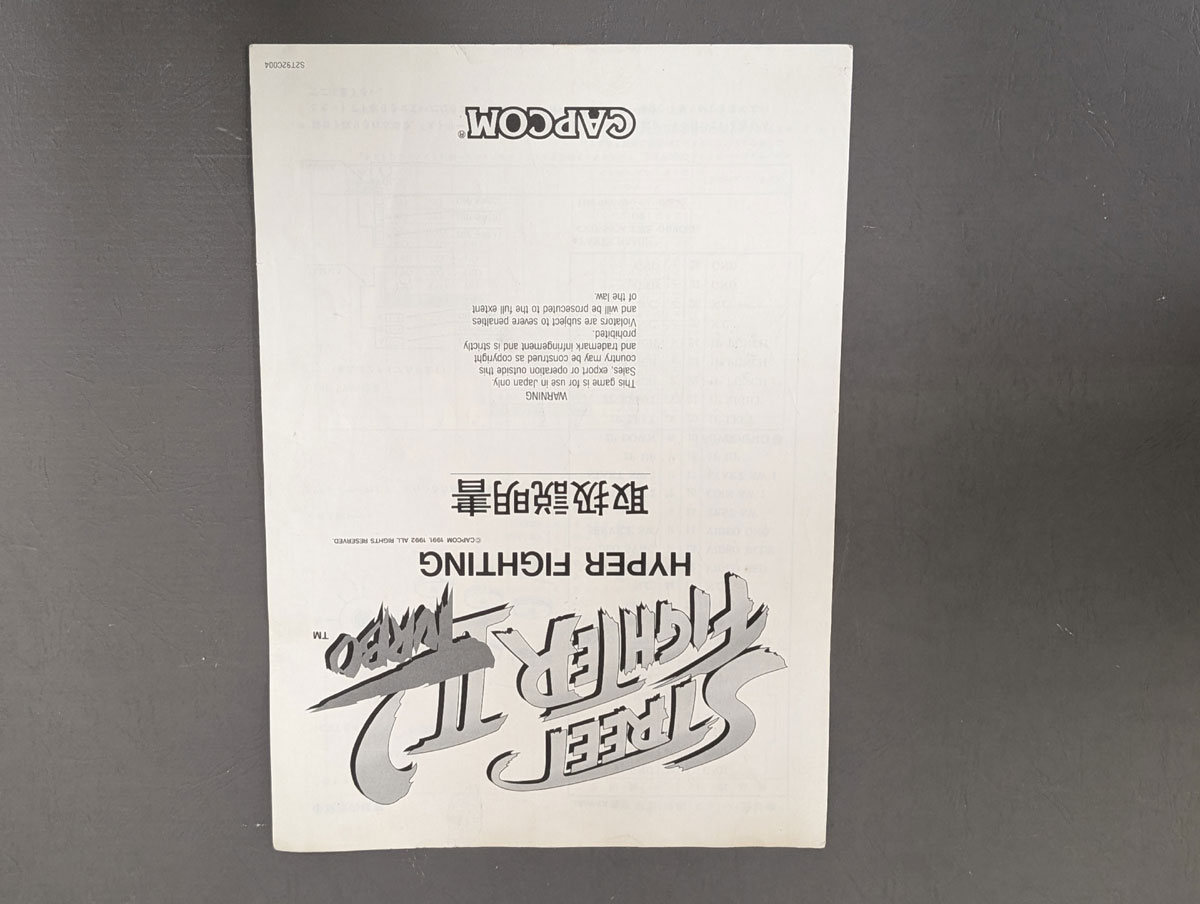 STREET
FIGHTER II
TURBO
TM
HYPER FIGHTING
©CAPCOM 1991, 1992 ALL RIGHTS RESERVED.
取扱説明書
WARNING
This game is for use in Japan only.
Sales, export or operation outside this
country may be construed as copyright
and trademark infringement and is strictly
prohibited.
Violators are subject to severe penalties
and will be prosecuted to the full extent
of the law.
CAPCOM®
S2T92C004